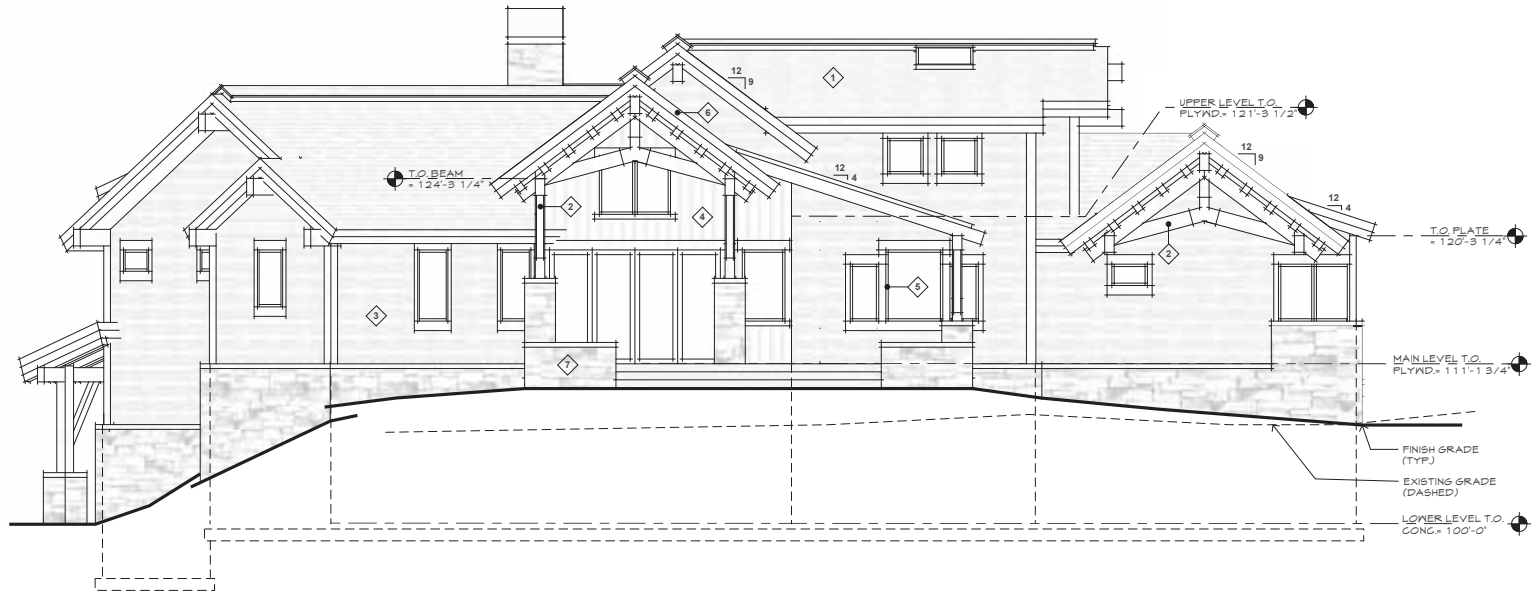 12
9
1
6
UPPER LEVEL T.O.
PLYWD.= 121'-3 1/2"
12
9
T.O. BEAM
= 124'-3 1/4"
12
4
2
4
12
4
2
T.O. PLATE
= 120'-3 1/4"
3
5
7
MAIN LEVEL T.O.
PLYWD.= 111'-1 3/4"
FINISH GRADE
(TYP.)
EXISTING GRADE
(DASHED)
LOWER LEVEL T.O.
CONC.= 100'-0"